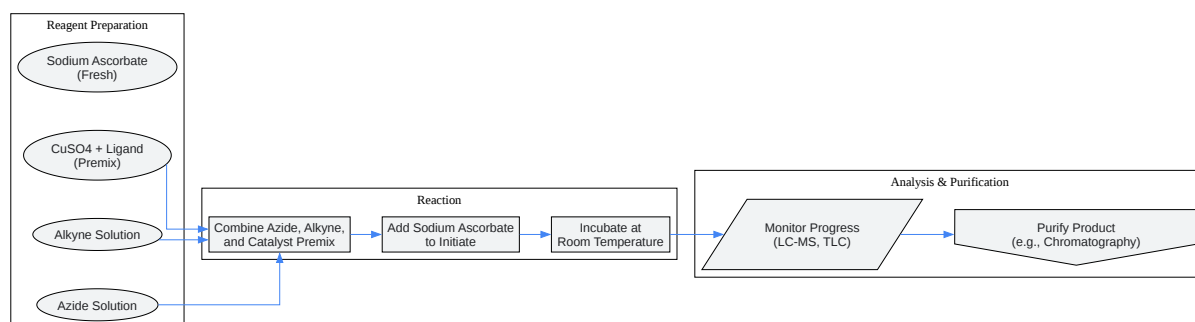 Reagent Preparation
Sodium Ascorbate
(Fresh)
CuSO4 + Ligand
(Premix)
Alkyne Solution
Azide Solution
Reaction
Combine Azide, Alkyne,
and Catalyst Premix
Add Sodium Ascorbate
to Initiate
Incubate at
Room Temperature
Analysis & Purification
Monitor Progress
(LC-MS, TLC)
Purify Product
(e.g., Chromatography)